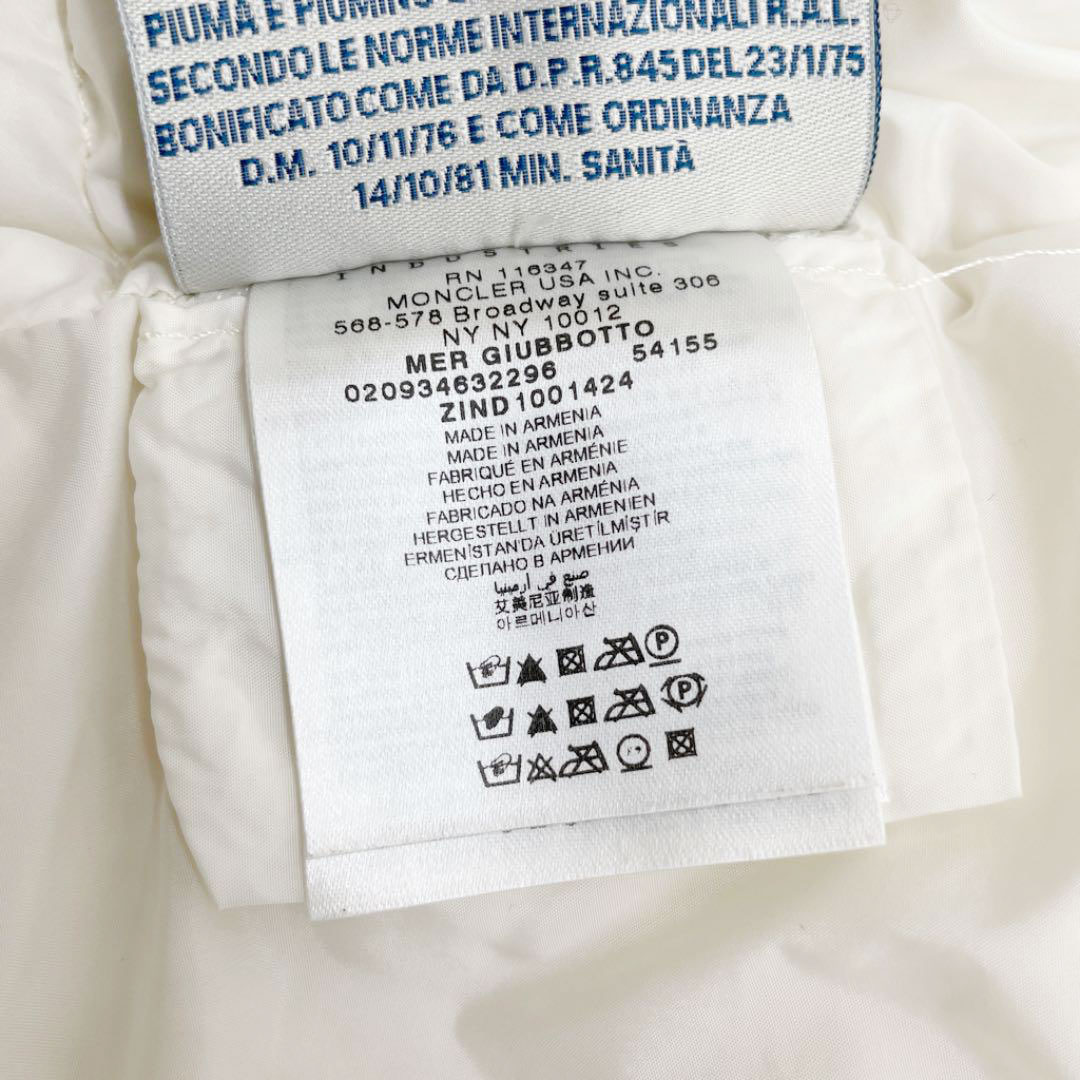 PIUMA E PIUMINO
SECONDO LE NORME INTERNAZIONALI R.A.L.
BONIFICATO COME DA D.P.R. 845 DEL 23/1/75
D.M. 10/11/76 E COME ORDINANZA
14/10/81 MIN. SANITÀ
INDUSTRIES
RN 116347
MONCLER USA INC.
568-578 Broadway suite 306
NY NY 10012
MER GIUBBOTTO
020934632296 54155
ZIND1001424
MADE IN ARMENIA
MADE IN ARMENIA
FABRIQUÉ EN ARMÉNIE
HECHO EN ARMENIA
FABRICADO NA ARMÉNIA
HERGESTELLT IN ARMENIEN
ERMENİSTAN'DA ÜRETİLMİŞTİR
СДЕЛАНО В АРМЕНИИ
صنع في ارمينيا
艾美尼亚制造
아르메니아산
P
P